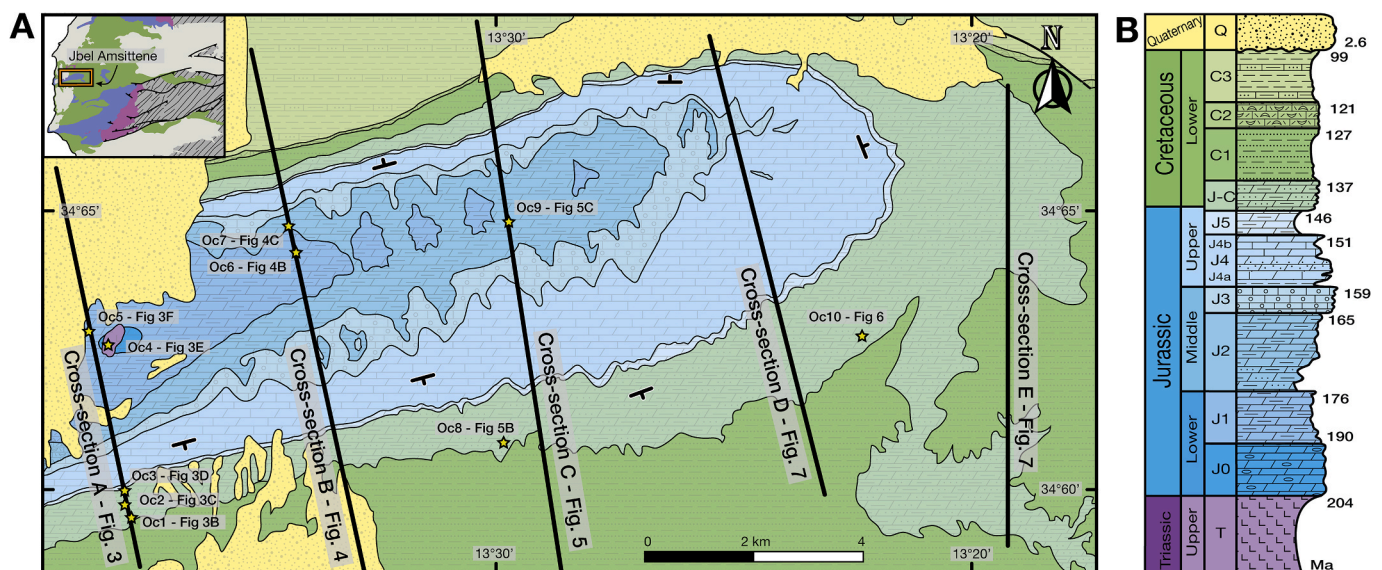 A
Jbel Amsittene
13°30'
13°20'
N
34°65'
34°65'
Oc9 - Fig 5C
Oc7 - Fig 4C
Oc6 - Fig 4B
Oc5 - Fig 3F
Oc4 - Fig 3E
Oc10 - Fig 6
Oc8 - Fig 5B
Oc3 - Fig 3D
Oc2 - Fig 3C
Oc1 - Fig 3B
Cross-section A - Fig. 3
Cross-section B - Fig. 4
Cross-section C - Fig. 5
Cross-section D - Fig. 7
Cross-section E - Fig. 7
34°60'
13°30'
13°20'
0 2 km 4
B
Quaternary Q 2.6
99
Cretaceous Lower
C3
121
C2
127
C1
137
J-C
Jurassic
Upper
J5 146
J4b 151
J4
J4a
Middle
J3 159
165
J2
176
Lower
J1
190
J0
204
Triassic Upper T
Ma